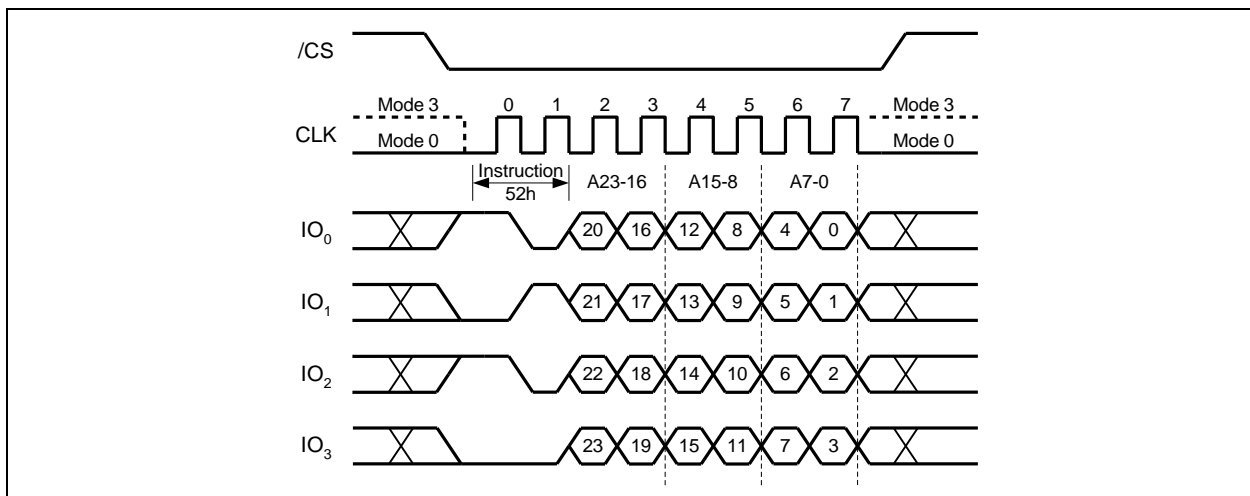 /CS
Mode 3 0 1 2 3 4 5 6 7 Mode 3
CLK
Mode 0 Mode 0
Instruction A23-16 A15-8 A7-0
52h
IO0 20 16 12 8 4 0
IO1 21 17 13 9 5 1
IO2 22 18 14 10 6 2
IO3 23 19 15 11 7 3